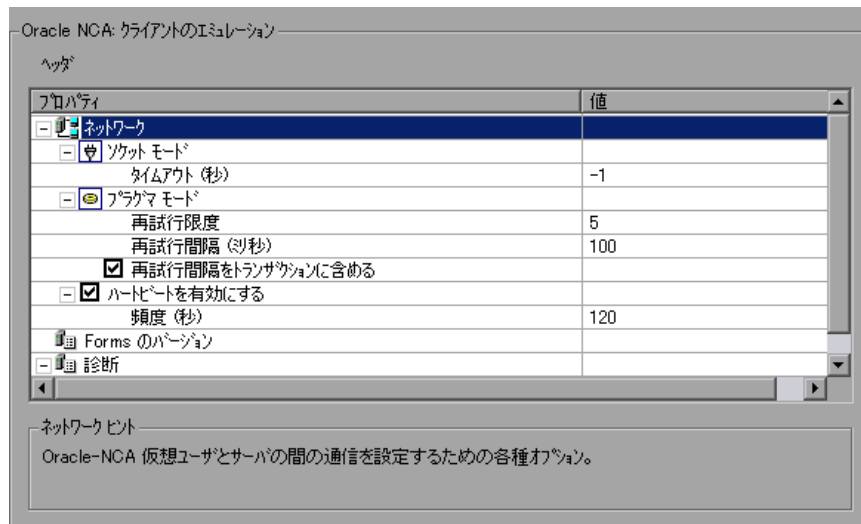 Oracle NCA: クライアントのエミュレーション
ヘッダ
プロパティ 値
ネットワーク
ソケット モード
タイムアウト (秒) -1
プラグマ モード
再試行限度 5
再試行間隔 (ミリ秒) 100
再試行間隔をトランザクションに含める
ハートビートを有効にする
頻度 (秒) 120
Forms のバージョン
診断
ネットワーク ヒント
Oracle-NCA 仮想ユーザとサーバの間の通信を設定するための各種オプション。